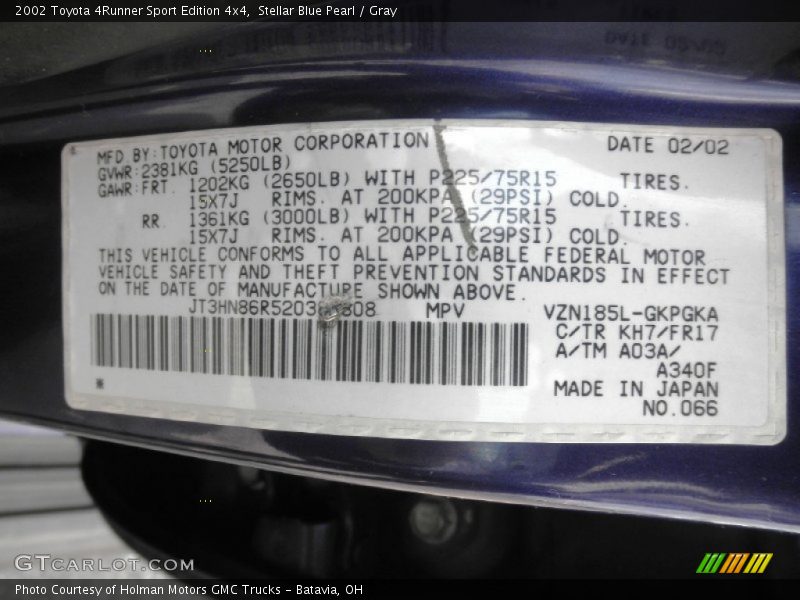 2002 Toyota 4Runner Sport Edition 4x4, Stellar Blue Pearl / Gray
MFD BY:TOYOTA MOTOR CORPORATION DATE 02/02
GVWR:2381KG (5250LB)
GAWR:FRT. 1202KG (2650LB) WITH P225/75R15 TIRES.
15X7J RIMS. AT 200KPA (29PSI) COLD.
RR. 1361KG (3000LB) WITH P225/75R15 TIRES.
15X7J RIMS. AT 200KPA (29PSI) COLD.
THIS VEHICLE CONFORMS TO ALL APPLICABLE FEDERAL MOTOR
VEHICLE SAFETY AND THEFT PREVENTION STANDARDS IN EFFECT
ON THE DATE OF MANUFACTURE SHOWN ABOVE.
MPV VZN185L-GKPGKA
C/TR KH7/FR17
A/TM A03A/
A340F
MADE IN JAPAN
NO.066
GTCARLOT.COM
Photo Courtesy of Holman Motors GMC Trucks - Batavia, OH